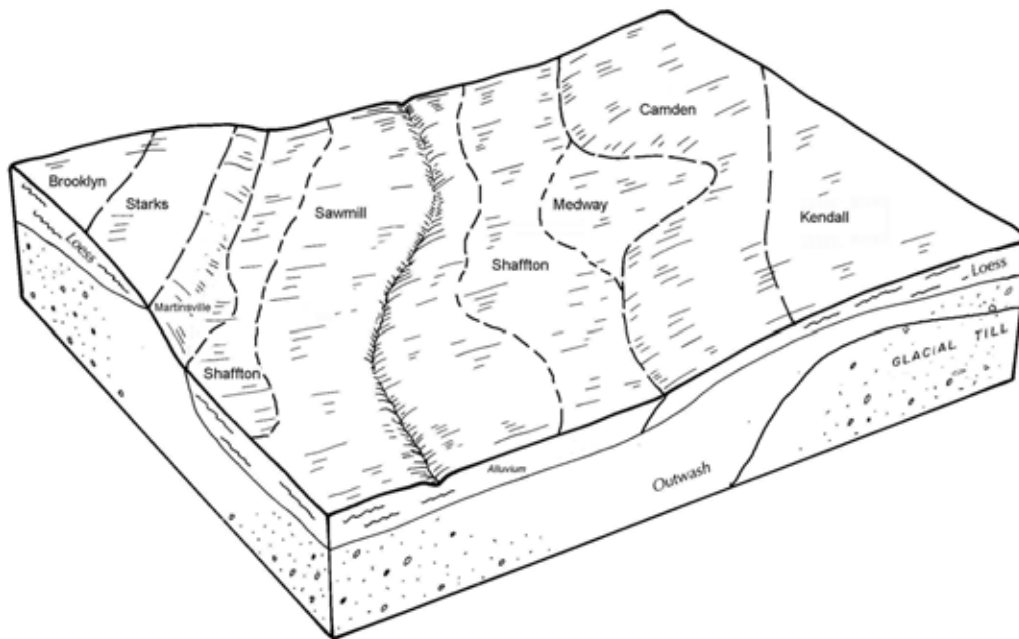 Camden
Brooklyn
Starks
Sawmill
Medway
Kendall
Loess
Shaffton
Loess
Martinsville
GLACIAL TILL
Shaffton
Alluvium
Outwash